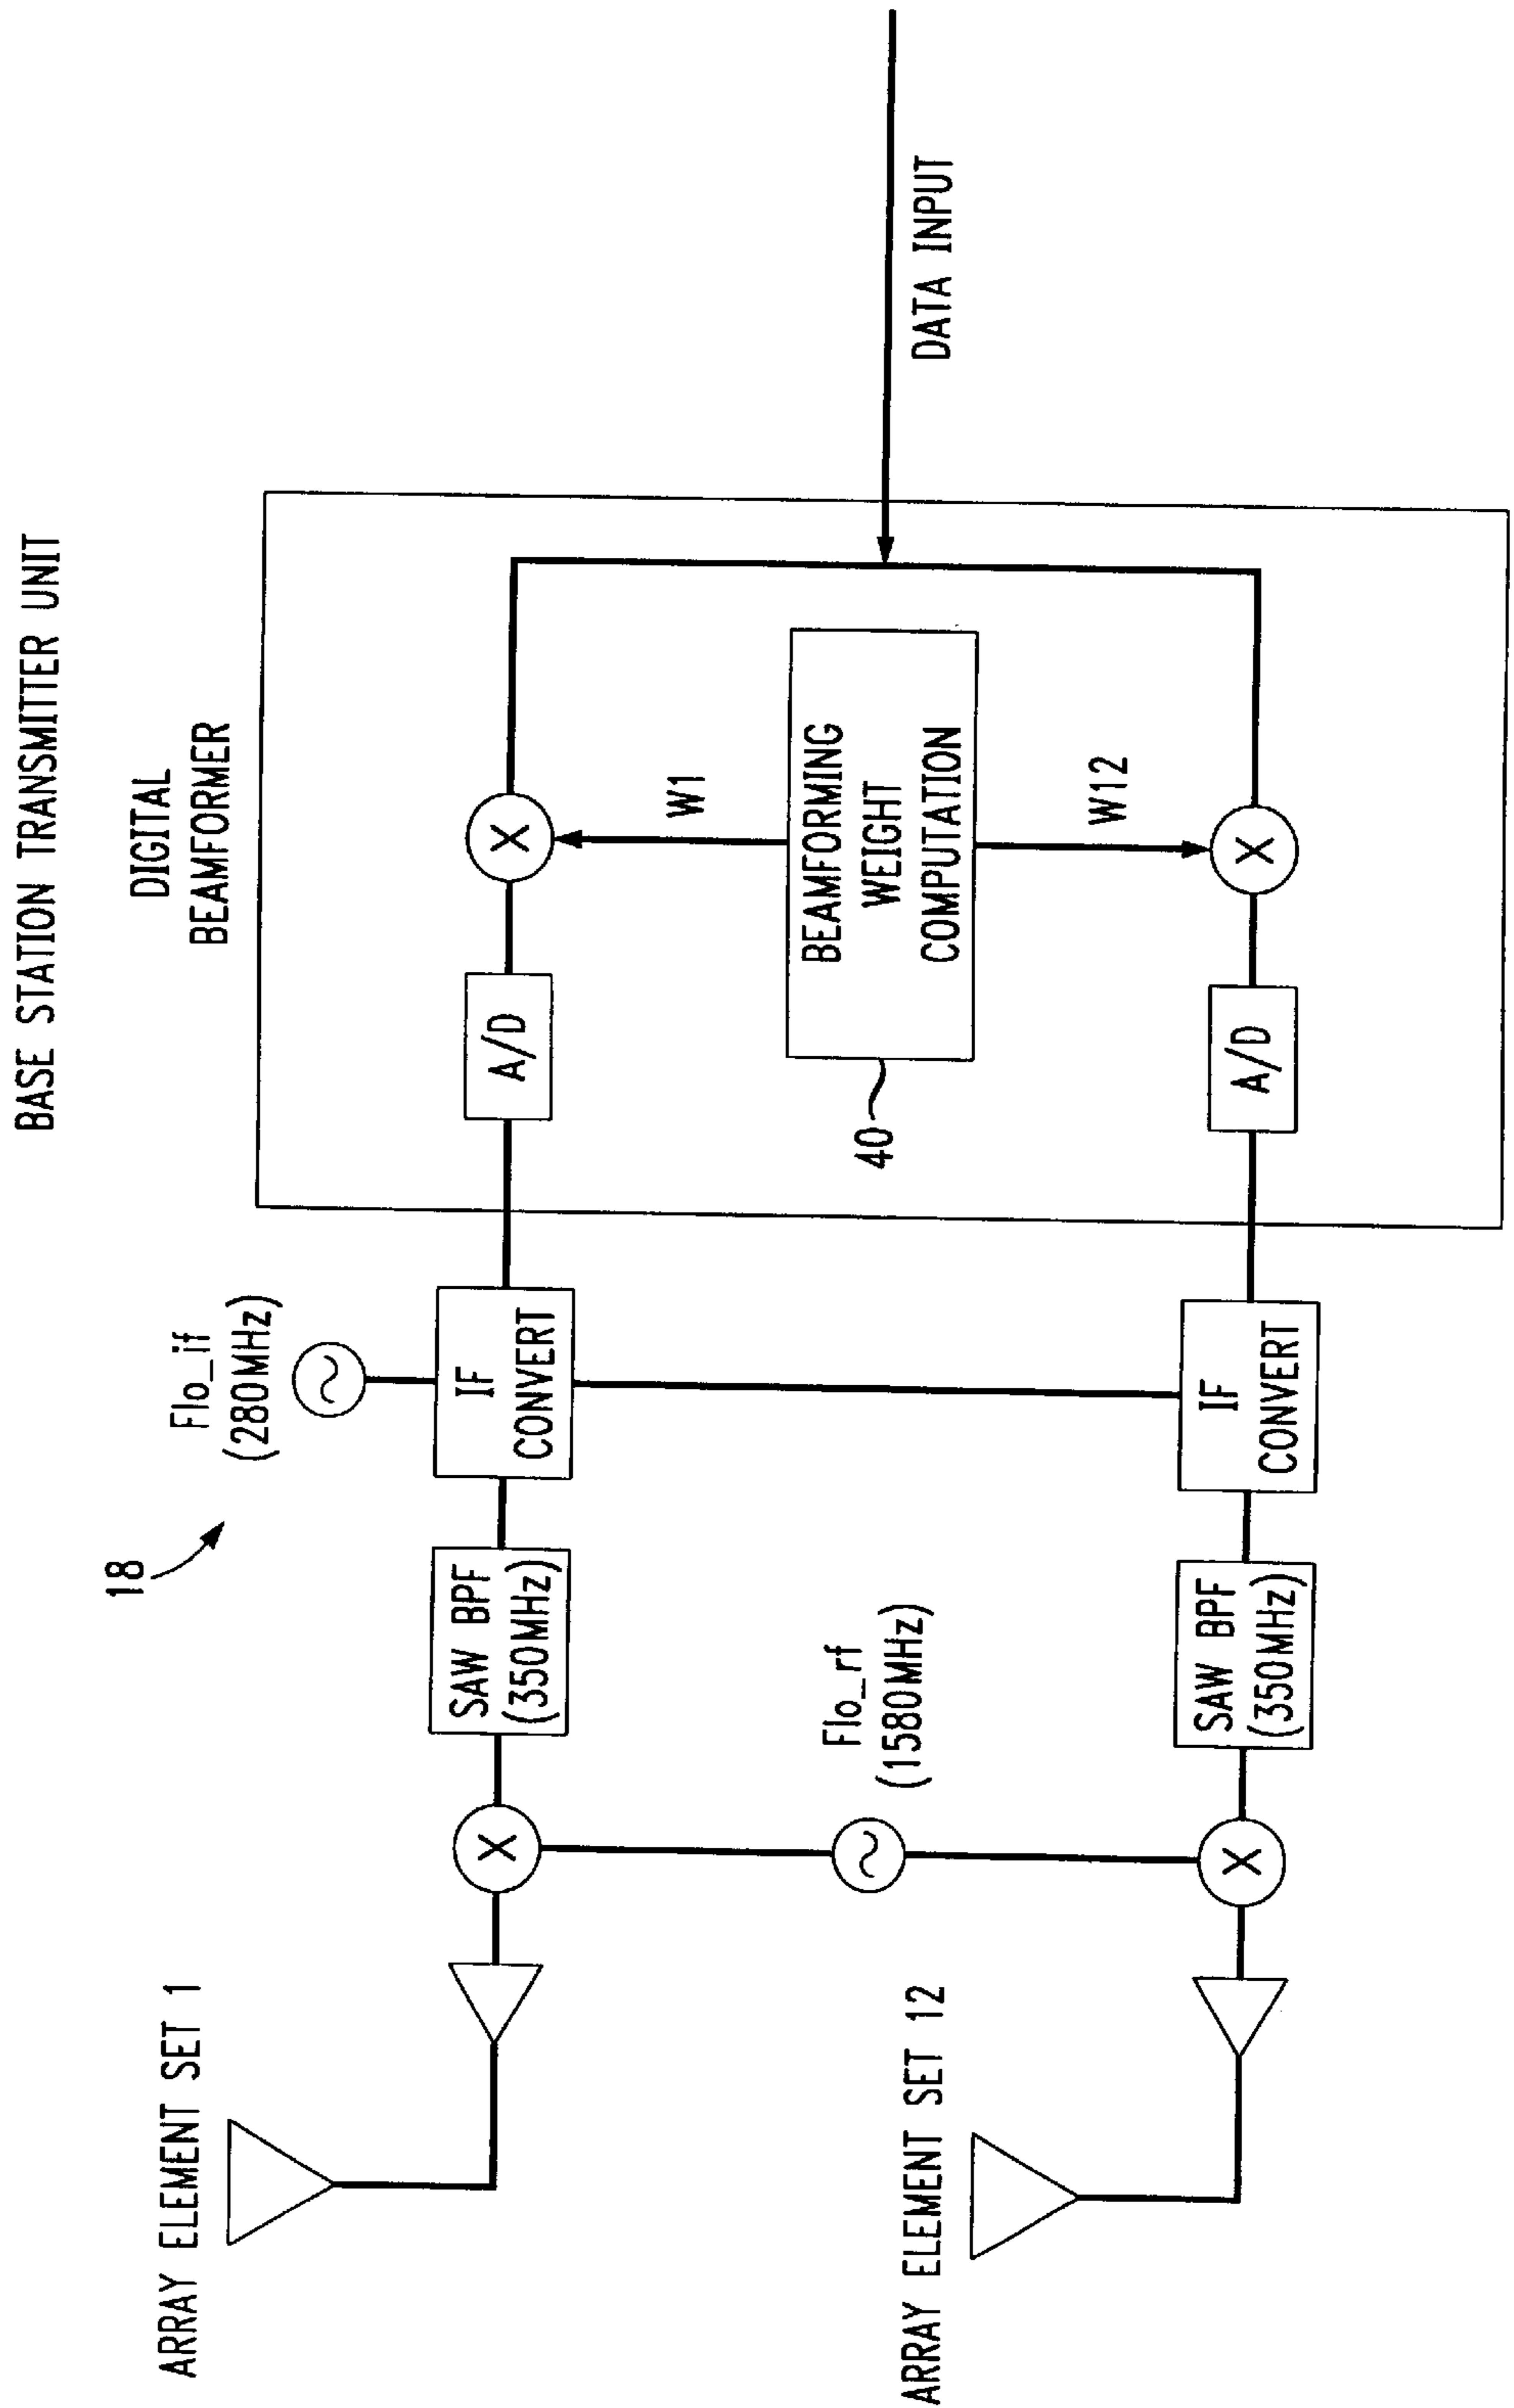 BASE STATION TRANSMITTER UNIT
DIGITAL
BEAMFORMER
18
Flo_if
(280MHz)
ARRAY ELEMENT SET 1
X
SAW BPF
(350MHz)
IF
CONVERT
A/D
X
W1
Flo_rf
(1580MHz)
40
BEAMFORMING
WEIGHT
COMPUTATION
DATA INPUT
W12
ARRAY ELEMENT SET 12
X
SAW BPF
(350MHz)
IF
CONVERT
A/D
X